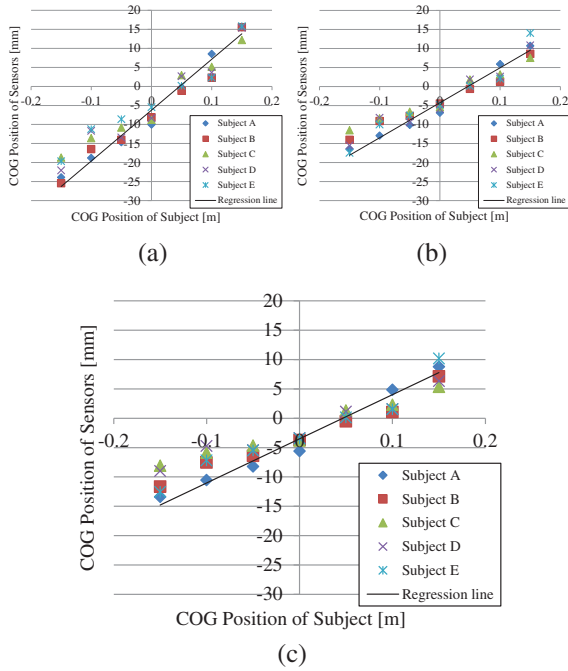 COG Position of Sensors [mm]
20
15
10
5
0
-5
-10
-15
-20
-25
-30
-0.2
-0.1
0
0.1
0.2
Subject A
Subject B
Subject C
Subject D
Subject E
Regression line
COG Position of Subject [m]
(a)
COG Position of Sensors [mm]
20
15
10
5
0
-5
-10
-15
-20
-25
-30
-0.2
-0.1
0
0.1
0.2
Subject A
Subject B
Subject C
Subject D
Subject E
Regression line
COG Position of Subject [m]
(b)
COG Position of Sensors [mm]
20
15
10
5
0
-5
-10
-15
-20
-25
-30
-0.2
-0.1
0
0.1
0.2
Subject A
Subject B
Subject C
Subject D
Subject E
Regression line
COG Position of Subject [m]
(c)